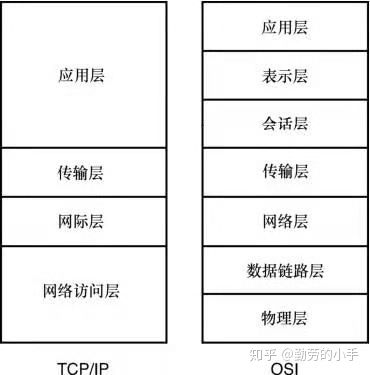 应用层
传输层
网际层
网络访问层
TCP/IP
应用层
表示层
会话层
传输层
网络层
数据链路层
物理层
OSI
知乎 @勤劳的小手